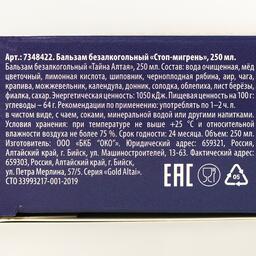 Арт.: 7348422. Бальзам безалкогольный «Стоп-мигрень», 250 мл.
Бальзам безалкогольный «Тайна Алтая», 250 мл. Состав: вода очищенная, мёд
цветочный, лимонная кислота, шиповник, черноплодная рябина, аир, чага,
крапива, можжевельник, календула, донник, солодка, облепиха, лист берёзы,
сахар. Энергетическая ценность: 1050 кДж. Пищевая ценность на 100 г:
углеводы – 64 г. Рекомендации по применению: употреблять по 1–2 ч. л.
в чистом виде, с чаем, соками, минеральной водой или другими напитками.
Условия хранения: при температуре не выше +25 °С и относительной
влажности воздуха не более 75 %. Срок годности: 24 месяца. Объём: 250 мл.
Изготовитель: ООО «БКБ "ОКО"». Юридический адрес: 659321, Россия,
Алтайский край, г. Бийск, ул. Машиностроителей, 13-63. Фактический адрес:
659303, Россия, Алтайский край, г. Бийск,
ул. Петра Мерлина, 57/5. Серия «Gold Altai».
СТО 33993217-001-2019
ЕАС
05